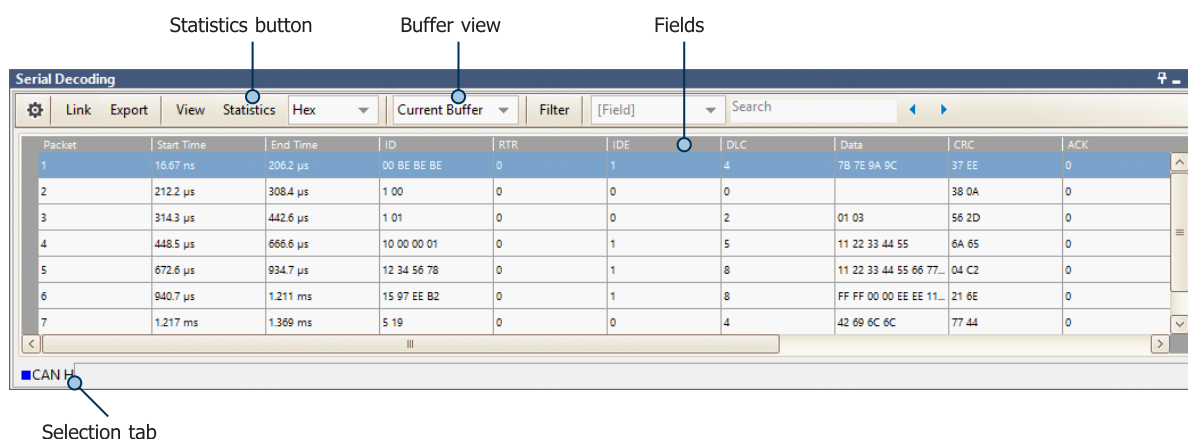 Statistics button Buffer view Fields
Serial Decoding
Link Export View Statistics Hex Current Buffer Filter [Field] Search
Packet Start Time End Time ID RTR IDE DLC Data CRC ACK
1 16.67 ns 206.2 µs 00 BE BE BE 0 1 4 7B 7E 9A 9C 37 EE 0
2 212.2 µs 308.4 µs 1 00 0 0 0 38 0A 0
3 314.3 µs 442.6 µs 1 01 0 0 2 01 03 56 2D 0
4 448.5 µs 666.6 µs 10 00 00 01 0 1 5 11 22 33 44 55 6A 65 0
5 672.6 µs 934.7 µs 12 34 56 78 0 1 8 11 22 33 44 55 66 77... 04 C2 0
6 940.7 µs 1.211 ms 15 97 EE B2 0 1 8 FF FF 00 00 EE EE 11... 21 6E 0
7 1.217 ms 1.369 ms 5 19 0 0 4 42 69 6C 6C 77 44 0
CAN H
Selection tab